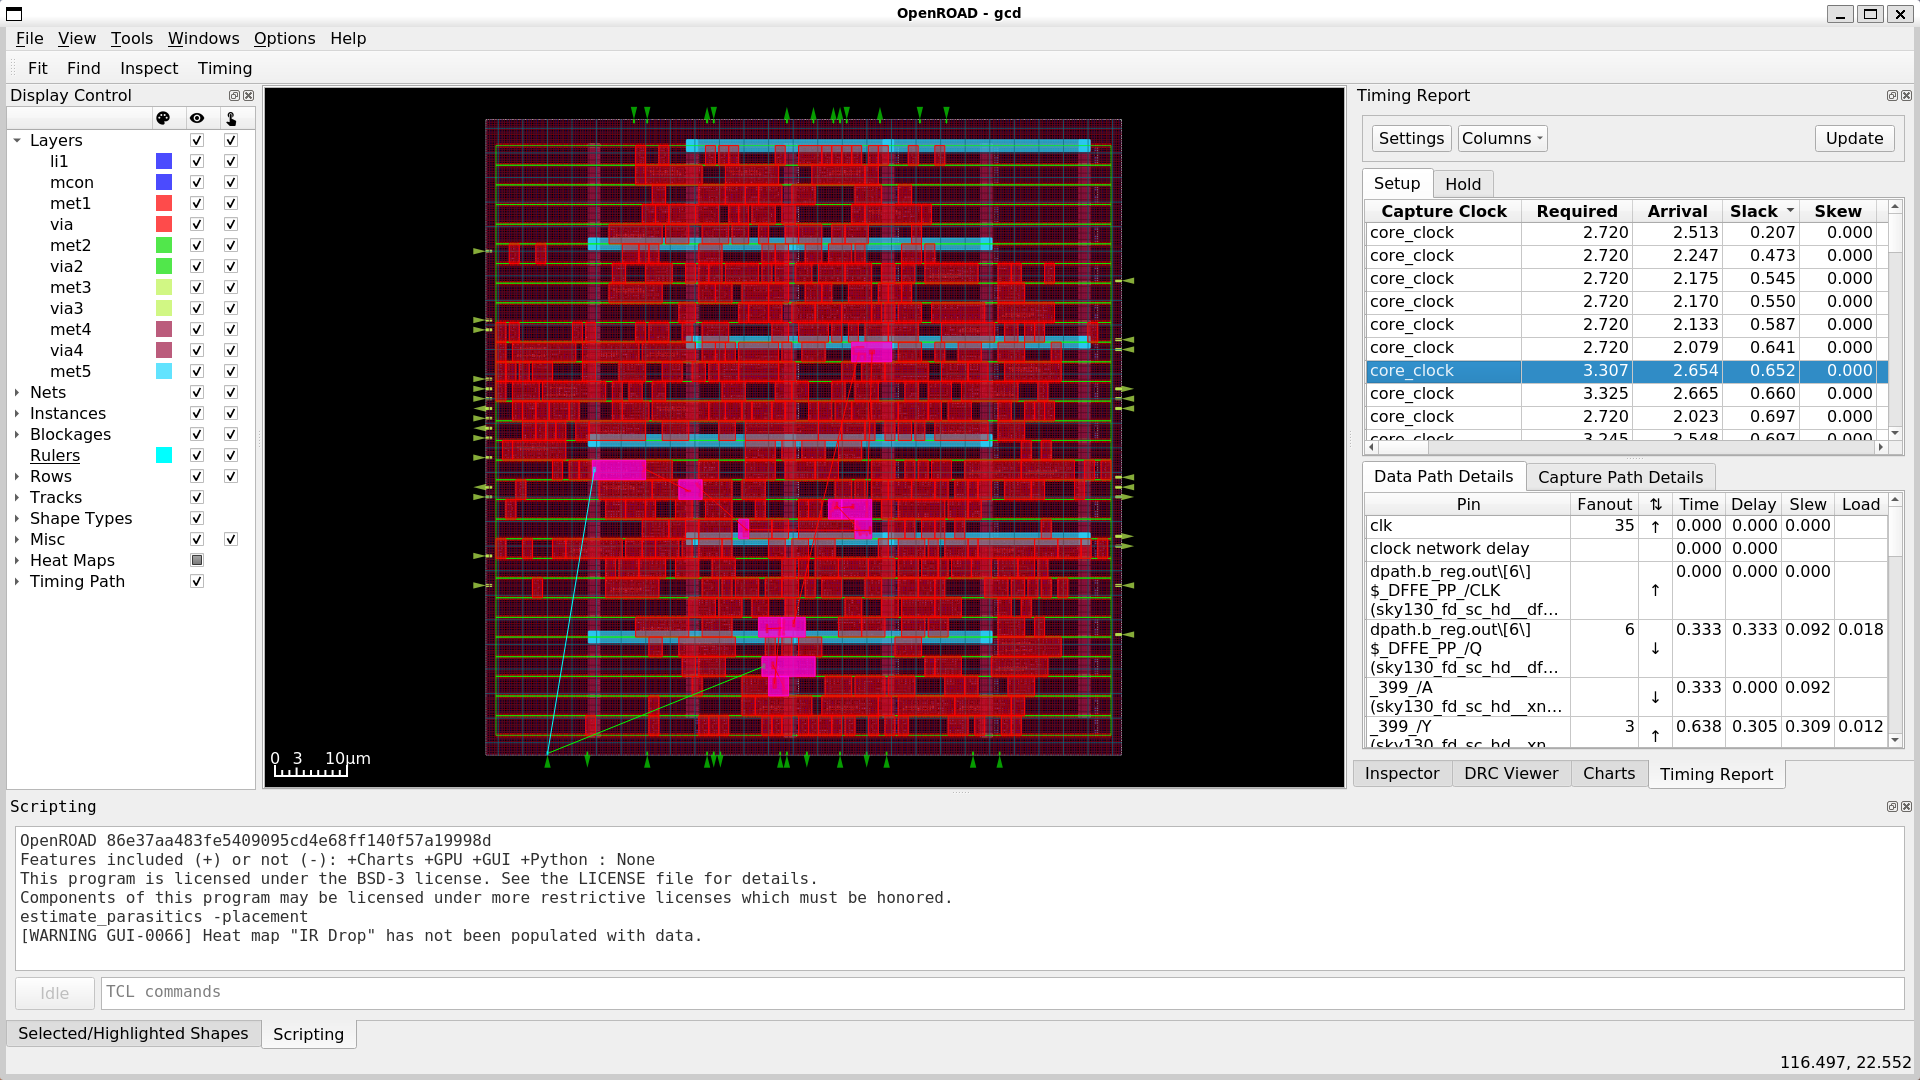 OpenROAD - gcd
File View Tools Windows Options Help
Fit Find Inspect Timing
Display Control
Layers
li1
mcon
met1
via
met2
via2
met3
via3
met4
via4
met5
Nets
Instances
Blockages
Rulers
Rows
Tracks
Shape Types
Misc
Heat Maps
Timing Path
0 3 10μm
Timing Report
Settings Columns Update
Setup Hold
Capture Clock Required Arrival Slack Skew
core_clock 2.720 2.513 0.207 0.000
core_clock 2.720 2.247 0.473 0.000
core_clock 2.720 2.175 0.545 0.000
core_clock 2.720 2.170 0.550 0.000
core_clock 2.720 2.133 0.587 0.000
core_clock 2.720 2.079 0.641 0.000
core_clock 3.307 2.654 0.652 0.000
core_clock 3.325 2.665 0.660 0.000
core_clock 2.720 2.023 0.697 0.000
core_clock 3.245 2.548 0.697 0.000
Data Path Details Capture Path Details
Pin Fanout ⇅ Time Delay Slew Load
clk 35 ↑ 0.000 0.000 0.000
clock network delay 0.000 0.000
dpath.b_reg.out\[6\] 0.000 0.000 0.000
$_DFFE_PP_/CLK ↑
(sky130_fd_sc_hd__df...
dpath.b_reg.out\[6\] 6 0.333 0.333 0.092 0.018
$_DFFE_PP_/Q ↓
(sky130_fd_sc_hd__df...
_399_/A 0.333 0.000 0.092
(sky130_fd_sc_hd__xn... ↓
_399_/Y 3 0.638 0.305 0.309 0.012
(sky130_fd_sc_hd__xn ↑
Inspector DRC Viewer Charts Timing Report
Scripting
OpenROAD 86e37aa483fe5409095cd4e68ff140f57a19998d
Features included (+) or not (-): +Charts +GPU +GUI +Python : None
This program is licensed under the BSD-3 license. See the LICENSE file for details.
Components of this program may be licensed under more restrictive licenses which must be honored.
estimate_parasitics -placement
[WARNING GUI-0066] Heat map "IR Drop" has not been populated with data.
Idle TCL commands
Selected/Highlighted Shapes Scripting
116.497, 22.552